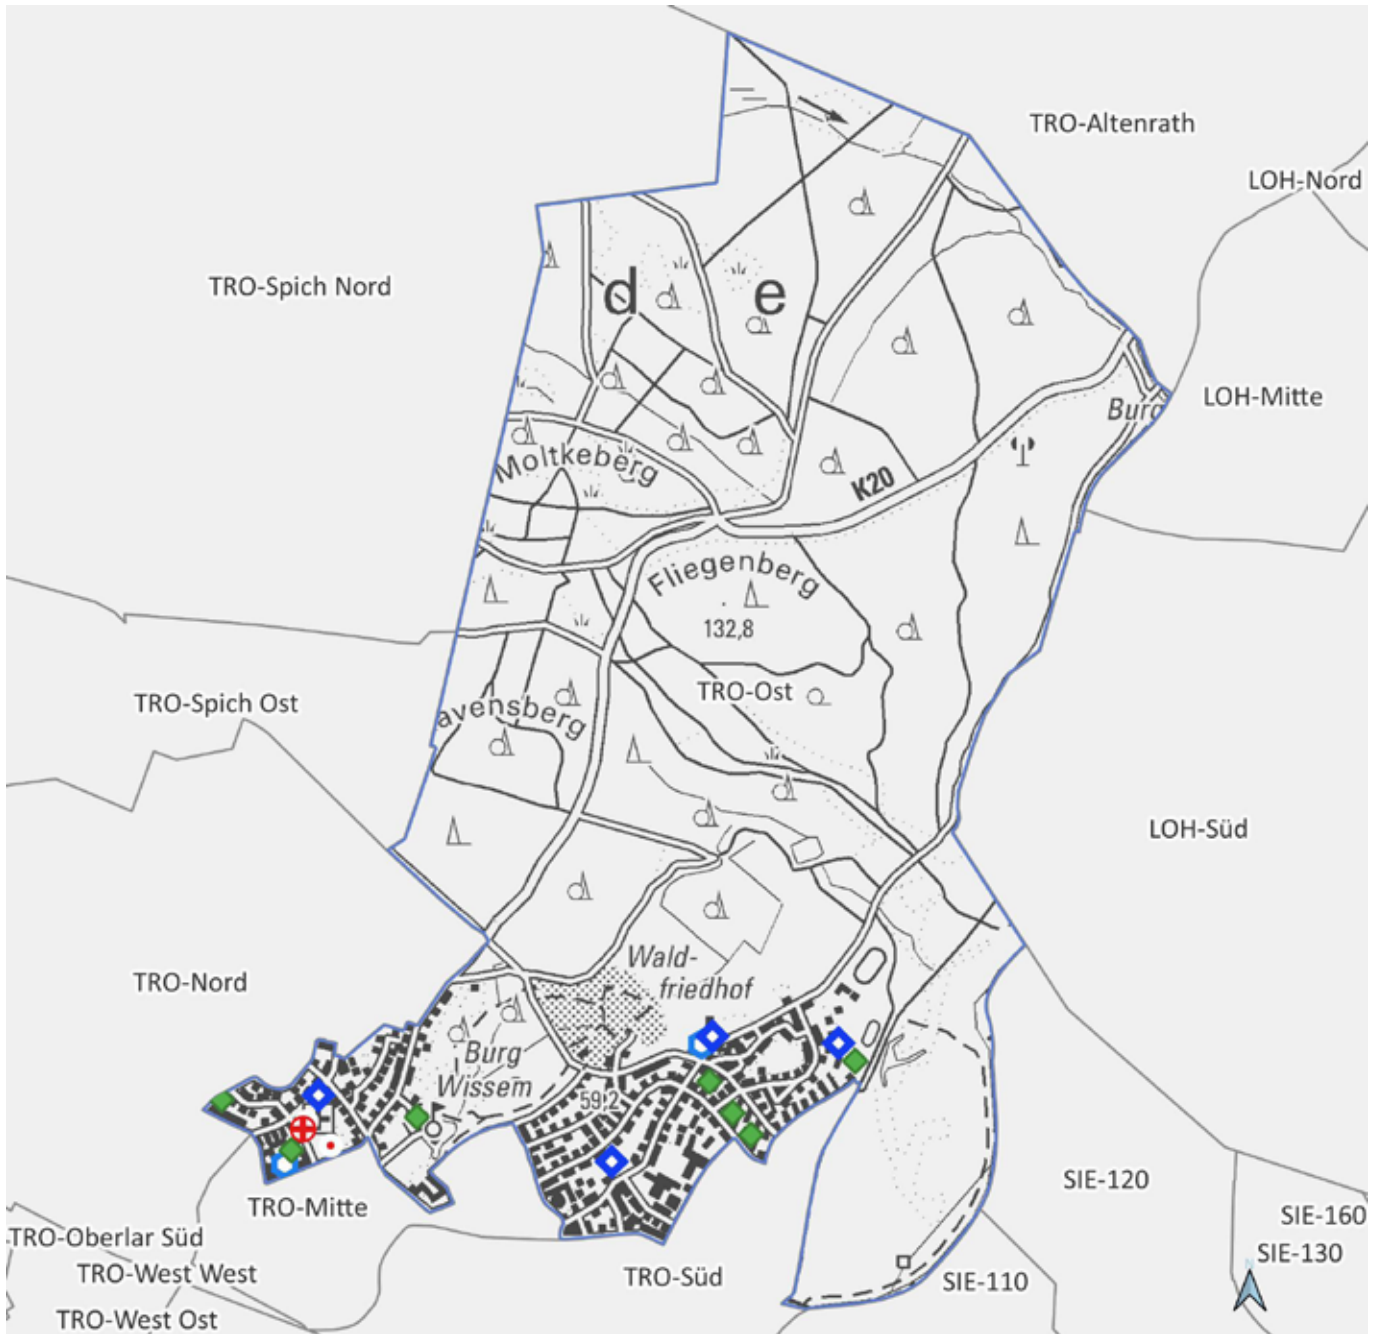 TRO-Altenrath
LOH-Nord
TRO-Spich Nord
d e
LOH-Mitte
Burg
Moltkeberg
K20
Fliegenberg
132,8
TRO-Ost
TRO-Spich Ost
avensberg
LOH-Süd
Wald-
friedhof
TRO-Nord
Burg
Wissem
59,2
SIE-120
TRO-Mitte
SIE-160
TRO-Oberlar Süd
SIE-130
TRO-West West
TRO-Süd
SIE-110
TRO-West Ost